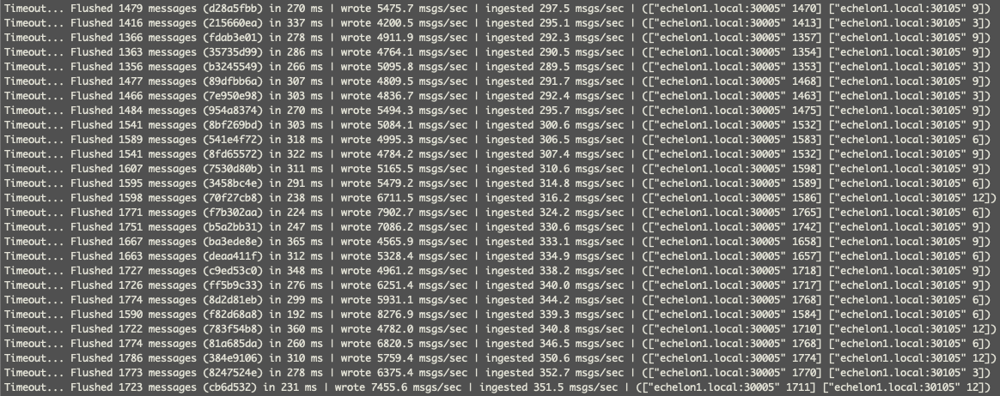 Timeout... Flushed 1479 messages (d28a5fbb) in 270 ms | wrote 5475.7 msgs/sec | ingested 297.5 msgs/sec | (["echelon1.local:30005" 1470] ["echelon1.local:30105" 9])
Timeout... Flushed 1416 messages (215660ea) in 337 ms | wrote 4200.5 msgs/sec | ingested 295.1 msgs/sec | (["echelon1.local:30005" 1413] ["echelon1.local:30105" 3])
Timeout... Flushed 1366 messages (fdab3e01) in 278 ms | wrote 4911.9 msgs/sec | ingested 292.3 msgs/sec | (["echelon1.local:30005" 1357] ["echelon1.local:30105" 9])
Timeout... Flushed 1363 messages (35735d99) in 286 ms | wrote 4764.1 msgs/sec | ingested 290.5 msgs/sec | (["echelon1.local:30005" 1354] ["echelon1.local:30105" 9])
Timeout... Flushed 1356 messages (b3245549) in 266 ms | wrote 5095.8 msgs/sec | ingested 289.5 msgs/sec | (["echelon1.local:30005" 1353] ["echelon1.local:30105" 3])
Timeout... Flushed 1477 messages (89dfbb6a) in 307 ms | wrote 4809.5 msgs/sec | ingested 291.7 msgs/sec | (["echelon1.local:30005" 1468] ["echelon1.local:30105" 9])
Timeout... Flushed 1466 messages (7e950e98) in 303 ms | wrote 4836.7 msgs/sec | ingested 292.4 msgs/sec | (["echelon1.local:30005" 1463] ["echelon1.local:30105" 3])
Timeout... Flushed 1484 messages (954a8374) in 270 ms | wrote 5494.3 msgs/sec | ingested 295.7 msgs/sec | (["echelon1.local:30005" 1475] ["echelon1.local:30105" 9])
Timeout... Flushed 1541 messages (8bf269bd) in 303 ms | wrote 5084.1 msgs/sec | ingested 300.6 msgs/sec | (["echelon1.local:30005" 1532] ["echelon1.local:30105" 9])
Timeout... Flushed 1589 messages (541e4f72) in 318 ms | wrote 4995.3 msgs/sec | ingested 306.5 msgs/sec | (["echelon1.local:30005" 1583] ["echelon1.local:30105" 6])
Timeout... Flushed 1541 messages (8fd65572) in 322 ms | wrote 4784.2 msgs/sec | ingested 307.4 msgs/sec | (["echelon1.local:30005" 1532] ["echelon1.local:30105" 9])
Timeout... Flushed 1607 messages (7530d80b) in 311 ms | wrote 5165.5 msgs/sec | ingested 310.6 msgs/sec | (["echelon1.local:30005" 1598] ["echelon1.local:30105" 9])
Timeout... Flushed 1595 messages (3458bc4e) in 291 ms | wrote 5479.2 msgs/sec | ingested 314.8 msgs/sec | (["echelon1.local:30005" 1589] ["echelon1.local:30105" 6])
Timeout... Flushed 1598 messages (70f27cb8) in 238 ms | wrote 6711.5 msgs/sec | ingested 316.2 msgs/sec | (["echelon1.local:30005" 1586] ["echelon1.local:30105" 12])
Timeout... Flushed 1771 messages (f7b302aa) in 224 ms | wrote 7902.7 msgs/sec | ingested 324.2 msgs/sec | (["echelon1.local:30005" 1765] ["echelon1.local:30105" 6])
Timeout... Flushed 1751 messages (b5a2bb31) in 247 ms | wrote 7086.2 msgs/sec | ingested 330.6 msgs/sec | (["echelon1.local:30005" 1742] ["echelon1.local:30105" 9])
Timeout... Flushed 1667 messages (ba3ede8e) in 365 ms | wrote 4565.9 msgs/sec | ingested 333.1 msgs/sec | (["echelon1.local:30005" 1658] ["echelon1.local:30105" 9])
Timeout... Flushed 1663 messages (deaa411f) in 312 ms | wrote 5328.4 msgs/sec | ingested 334.9 msgs/sec | (["echelon1.local:30005" 1657] ["echelon1.local:30105" 6])
Timeout... Flushed 1727 messages (c9ed53c0) in 348 ms | wrote 4961.2 msgs/sec | ingested 338.2 msgs/sec | (["echelon1.local:30005" 1718] ["echelon1.local:30105" 9])
Timeout... Flushed 1726 messages (ff5b9c33) in 276 ms | wrote 6251.4 msgs/sec | ingested 340.0 msgs/sec | (["echelon1.local:30005" 1717] ["echelon1.local:30105" 9])
Timeout... Flushed 1774 messages (8d2d81eb) in 299 ms | wrote 5931.1 msgs/sec | ingested 344.2 msgs/sec | (["echelon1.local:30005" 1768] ["echelon1.local:30105" 6])
Timeout... Flushed 1590 messages (f82d68a8) in 192 ms | wrote 8276.9 msgs/sec | ingested 339.3 msgs/sec | (["echelon1.local:30005" 1584] ["echelon1.local:30105" 6])
Timeout... Flushed 1722 messages (783f54b8) in 360 ms | wrote 4782.0 msgs/sec | ingested 340.8 msgs/sec | (["echelon1.local:30005" 1710] ["echelon1.local:30105" 12])
Timeout... Flushed 1774 messages (81a685da) in 260 ms | wrote 6820.5 msgs/sec | ingested 346.5 msgs/sec | (["echelon1.local:30005" 1768] ["echelon1.local:30105" 6])
Timeout... Flushed 1786 messages (384e9106) in 310 ms | wrote 5759.4 msgs/sec | ingested 350.6 msgs/sec | (["echelon1.local:30005" 1774] ["echelon1.local:30105" 12])
Timeout... Flushed 1773 messages (8247524e) in 278 ms | wrote 6375.4 msgs/sec | ingested 352.7 msgs/sec | (["echelon1.local:30005" 1770] ["echelon1.local:30105" 3])
Timeout... Flushed 1723 messages (cb6d532) in 231 ms | wrote 7455.6 msgs/sec | ingested 351.5 msgs/sec | (["echelon1.local:30005" 1711] ["echelon1.local:30105" 12])